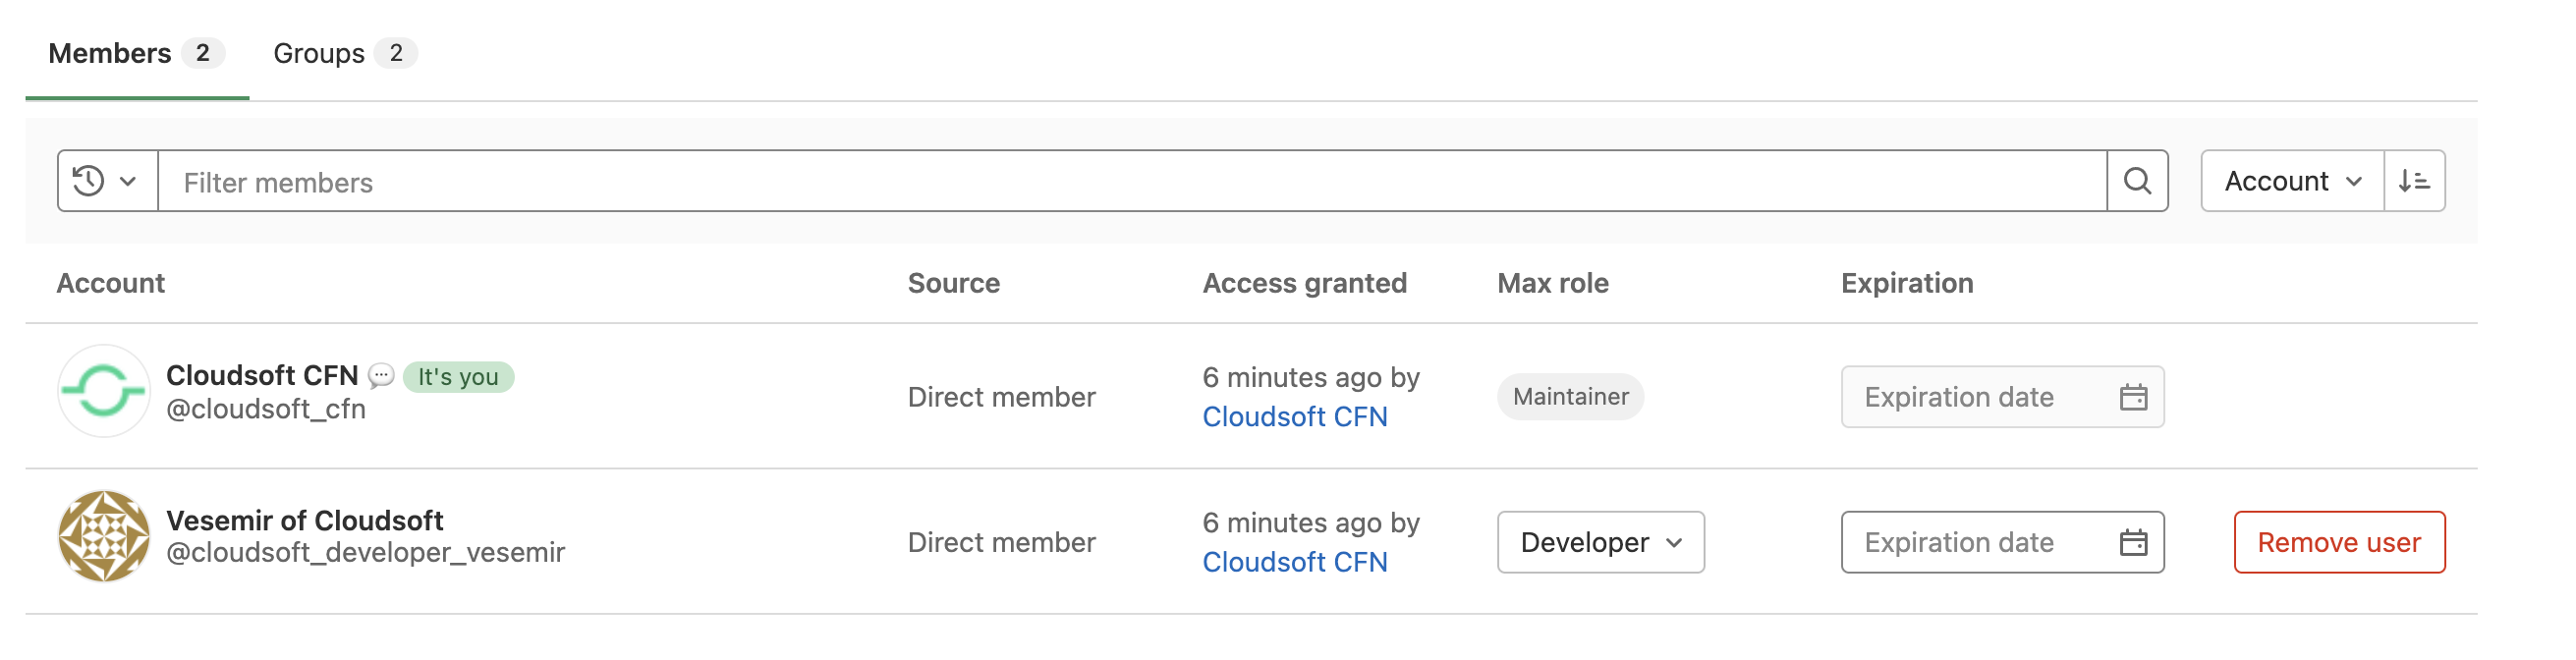 Members 2 Groups 2
Filter members Account
Account Source Access granted Max role Expiration
Cloudsoft CFN It's you
@cloudsoft_cfn
Direct member
6 minutes ago by
Cloudsoft CFN
Maintainer
Expiration date
Vesemir of Cloudsoft
@cloudsoft_developer_vesemir
Direct member
6 minutes ago by
Cloudsoft CFN
Developer
Expiration date
Remove user